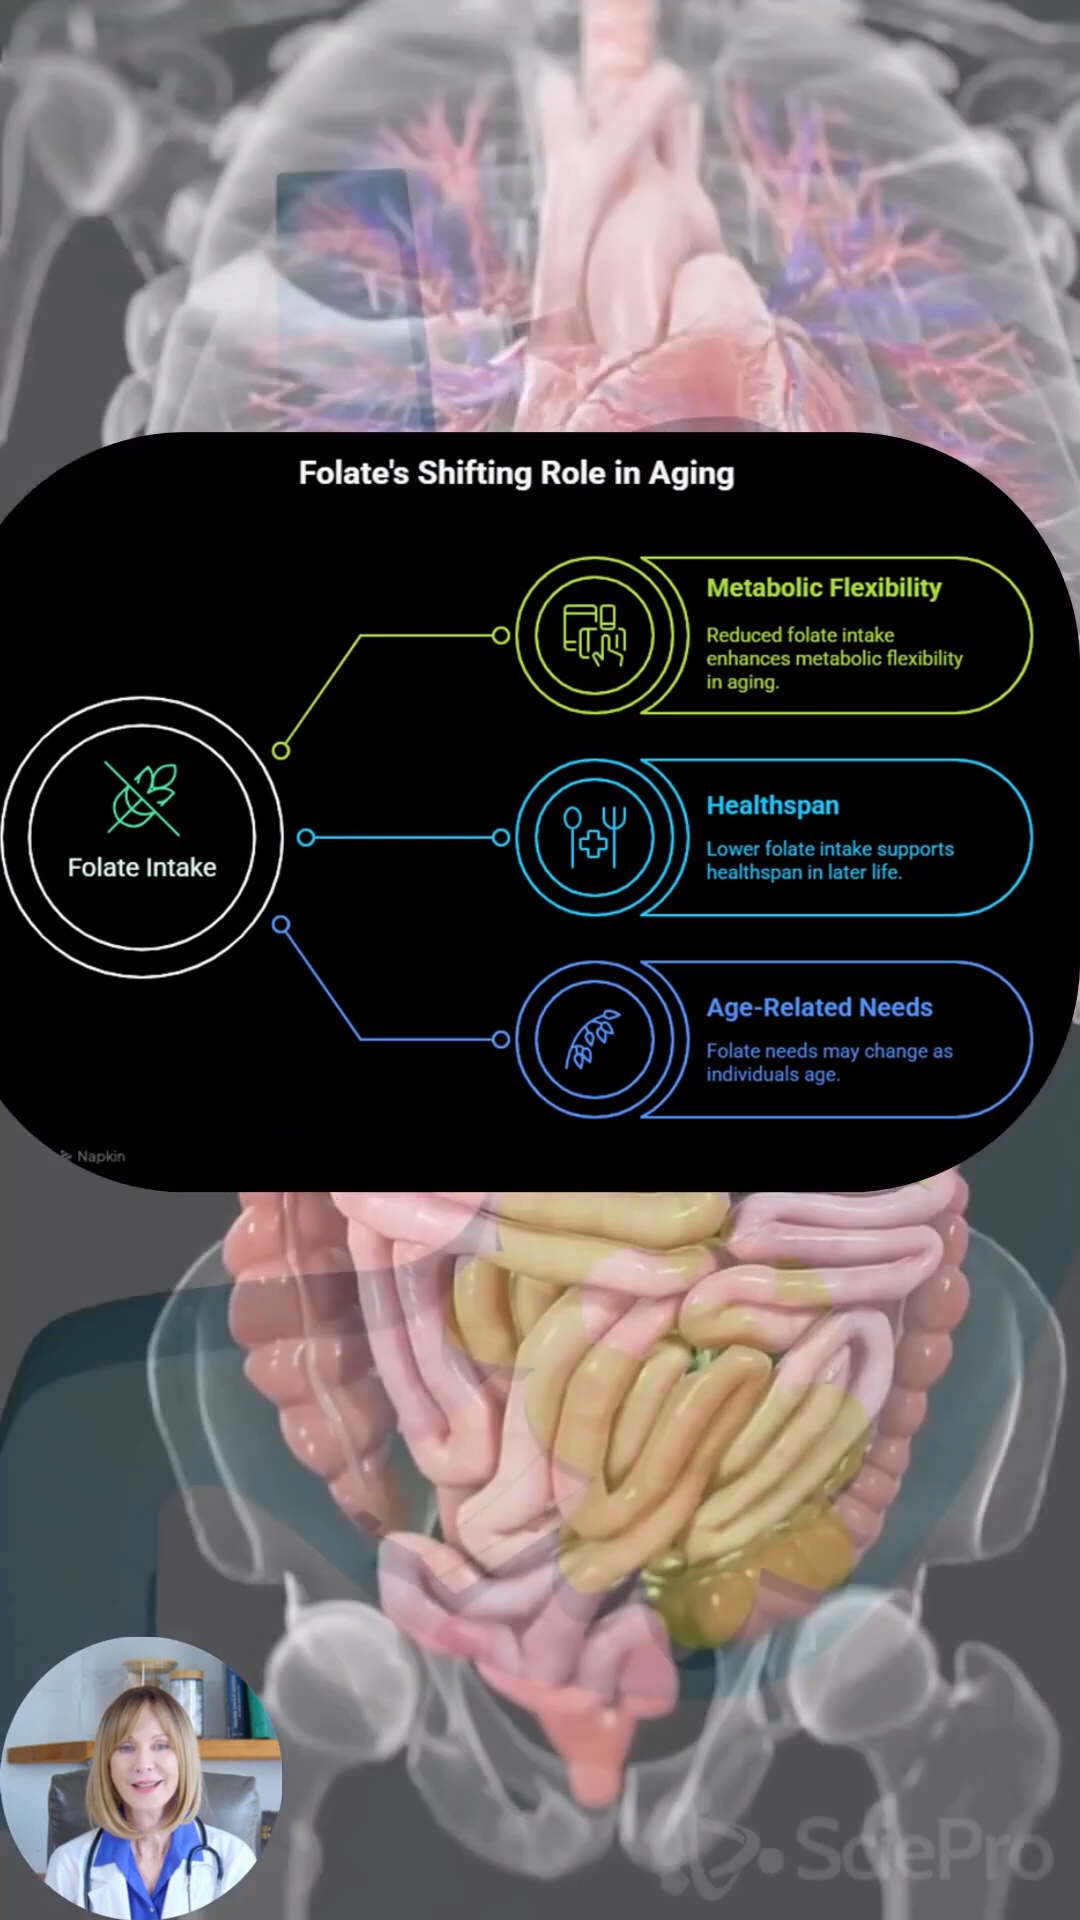 Folate's Shifting Role in Aging
Metabolic Flexibility
Reduced folate intake
enhances metabolic flexibility
in aging.
Folate Intake
Healthspan
Lower folate intake supports
healthspan in later life.
Age-Related Needs
Folate needs may change as
individuals age.
Napkin
SciePro